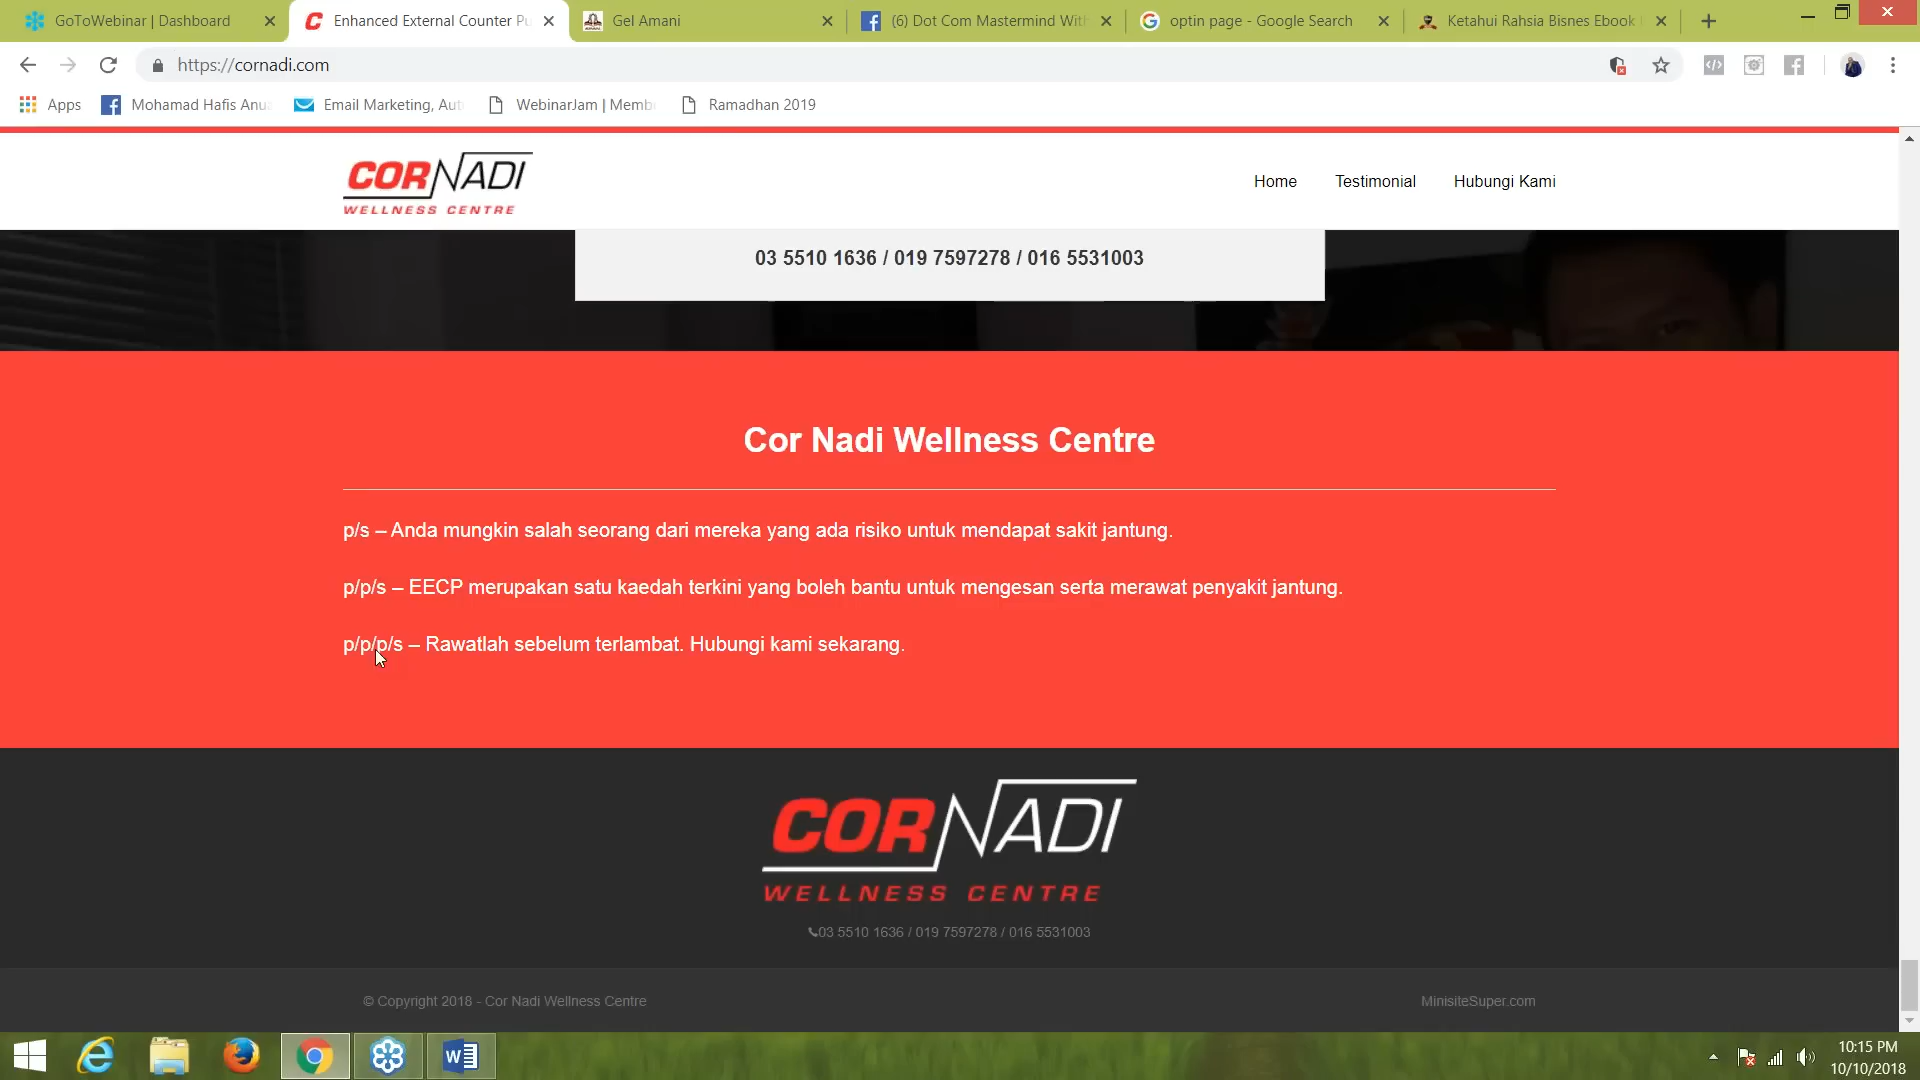 GoToWebinar | Dashboard
Enhanced External Counter Pu
Gel Amani
(6) Dot Com Mastermind With
optin page - Google Search
Ketahui Rahsia Bisnes Ebook
https://cornadi.com
Apps
Mohamad Hafis Anua
Email Marketing, Aut
WebinarJam | Memb
Ramadhan 2019
CORNADI
WELLNESS CENTRE
Home
Testimonial
Hubungi Kami
03 5510 1636 / 019 7597278 / 016 5531003
Cor Nadi Wellness Centre
p/s – Anda mungkin salah seorang dari mereka yang ada risiko untuk mendapat sakit jantung.
p/p/s – EECP merupakan satu kaedah terkini yang boleh bantu untuk mengesan serta merawat penyakit jantung.
p/p/p/s – Rawatlah sebelum terlambat. Hubungi kami sekarang.
CORNADI
WELLNESS CENTRE
03 5510 1636 / 019 7597278 / 016 5531003
© Copyright 2018 - Cor Nadi Wellness Centre
MinisiteSuper.com
10:15 PM
10/10/2018